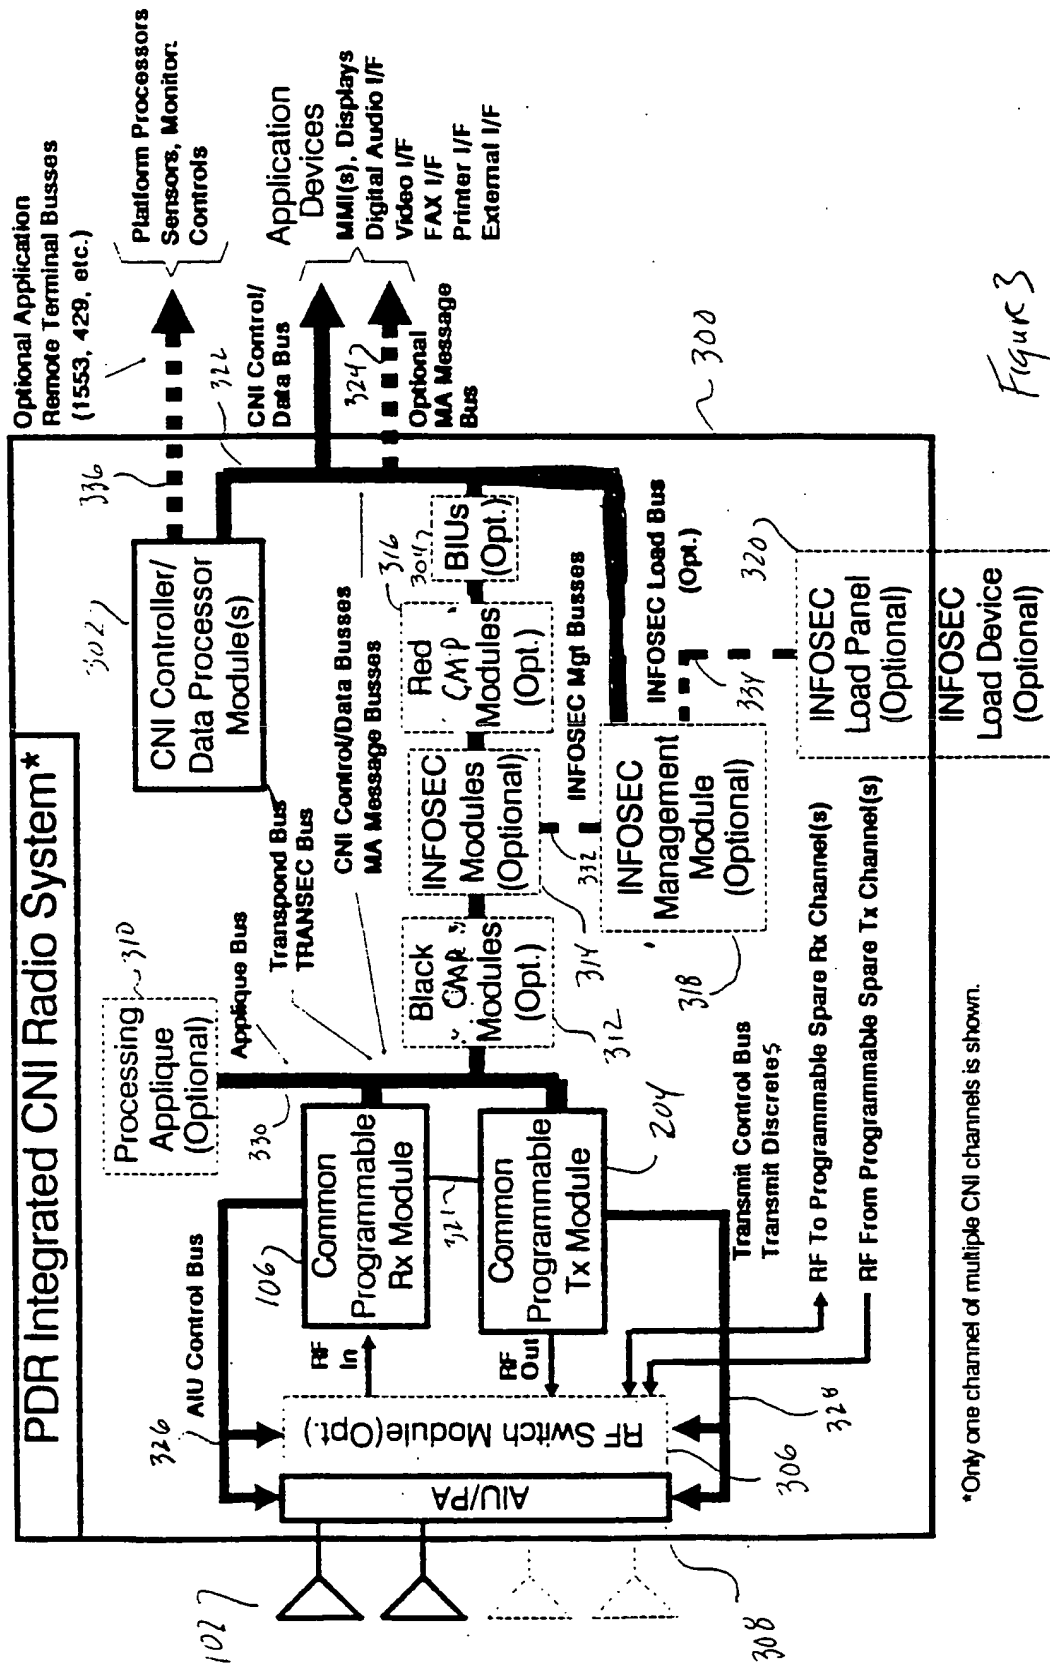 PDR Integrated CNI Radio System*
Optional Application
Remote Terminal Busses
(1553, 429, etc.)
Platform Processors
Sensors, Monitor
Controls
336
322
CNI Control/
Data Bus
324
Optional
MA Message
Bus
Application
Devices
MMI(s), Displays
Digital Audio I/F
Video I/F
FAX I/F
Printer I/F
External I/F
302
CNI Controller/
Data Processor
Module(s)
Processing
Applique
(Optional)
310
Applique Bus
330
Transpond Bus
TRANSEC Bus
CNI Control/Data Busses
MA Message Busses
AIU Control Bus
326
106
Common
Programmable
Rx Module
321
Common
Programmable
Tx Module
204
RF
In
RF
Out
RF Switch Module(Opt.)
306
AIU/PA
308
102
Black
CMP
Modules
(Opt.)
312
INFOSEC
Modules
(Optional)
314
Red
CMP
Modules
(Opt.)
316
304
BIUs
(Opt.)
332
INFOSEC Mgt Busses
INFOSEC
Management
Module
(Optional)
318
INFOSEC Load Bus
(Opt.)
334
320
INFOSEC
Load Panel
(Optional)
INFOSEC
Load Device
(Optional)
Transmit Control Bus
Transmit Discretes
328
RF To Programmable Spare Rx Channel(s)
RF From Programmable Spare Tx Channel(s)
300
*Only one channel of multiple CNI channels is shown.
Figure 3